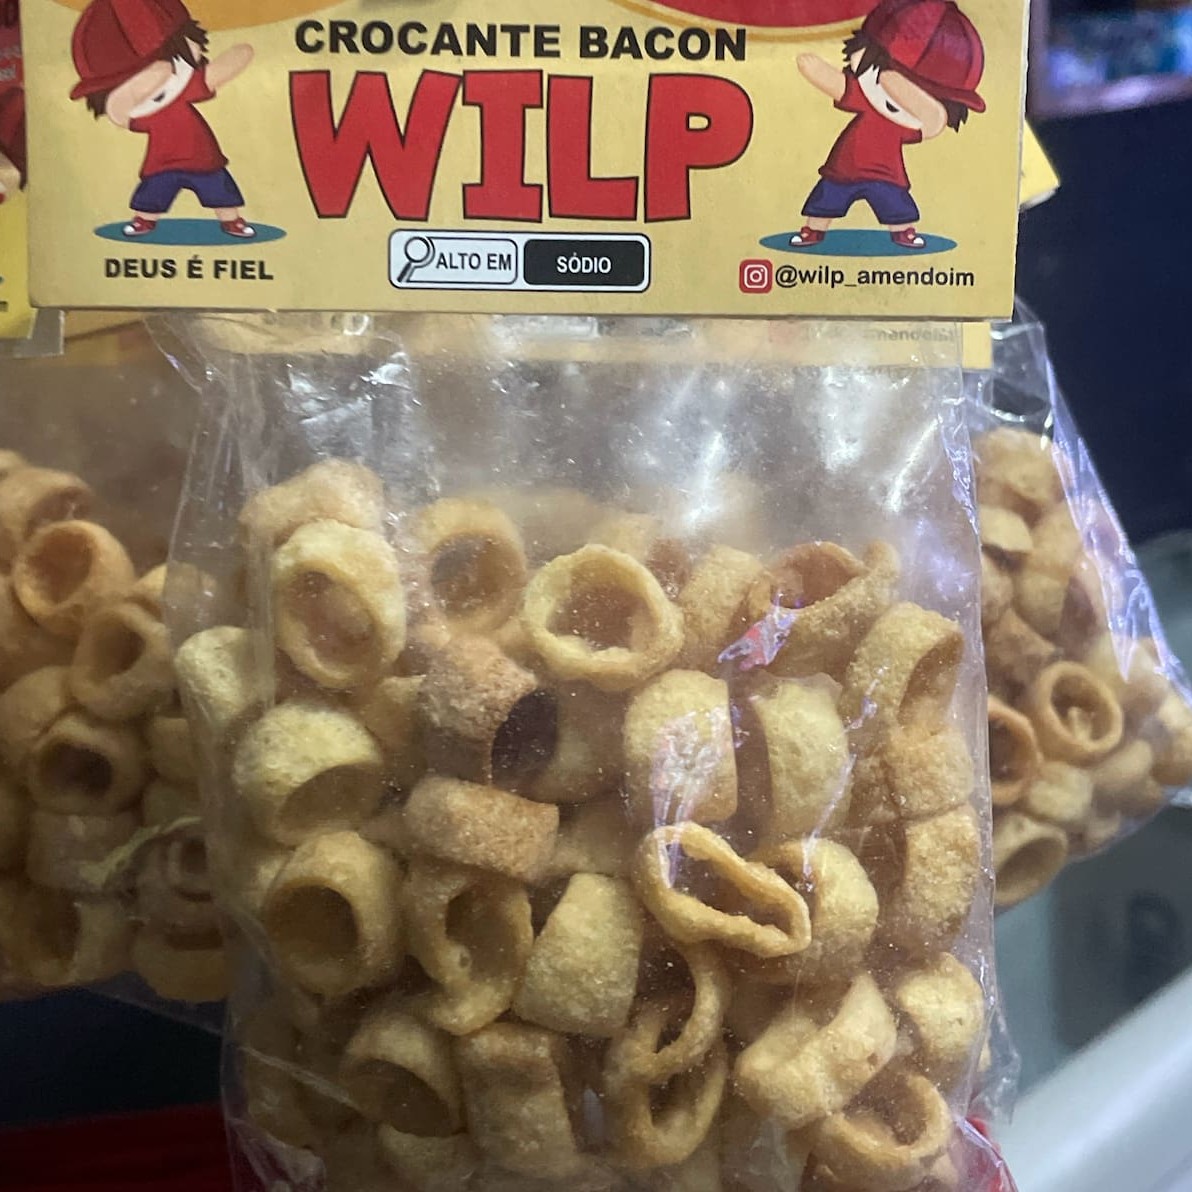 CROCANTE BACON
WILP
ALTO EM SÓDIO
DEUS É FIEL
@wilp_amendoim